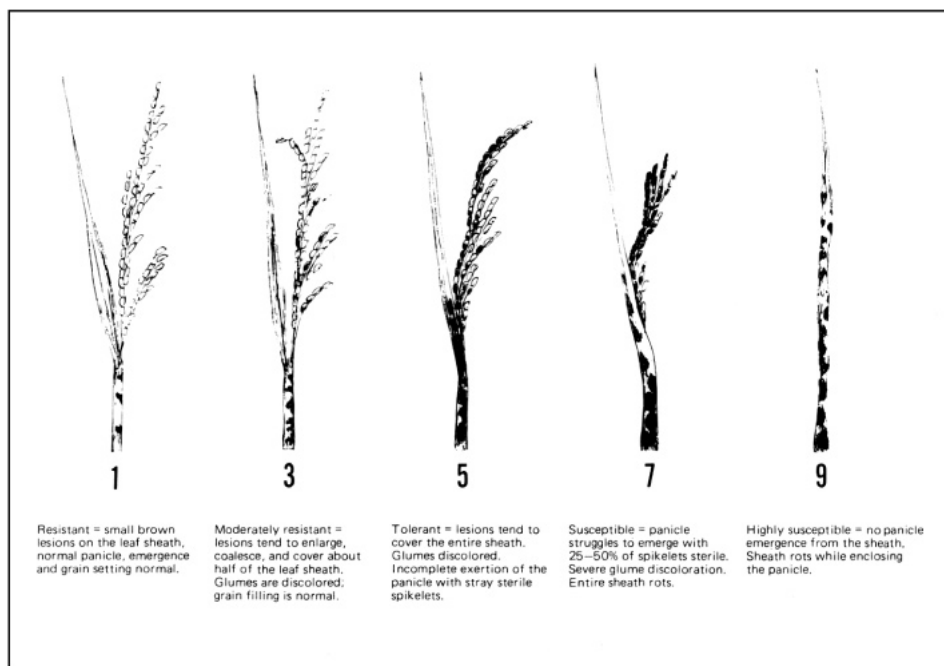 1
3
5
7
9
Resistant = small brown
lesions on the leaf sheath,
normal panicle, emergence
and grain setting normal.
Moderately resistant =
lesions tend to enlarge,
coalesce, and cover about
half of the leaf sheath.
Glumes are discolored;
grain filling is normal.
Tolerant = lesions tend to
cover the entire sheath.
Glumes discolored.
Incomplete exertion of the
panicle with stray sterile
spikelets.
Susceptible = panicle
struggles to emerge with
25–50% of spikelets sterile.
Severe glume discoloration.
Entire sheath rots.
Highly susceptible = no panicle
emergence from the sheath.
Sheath rots while enclosing
the panicle.